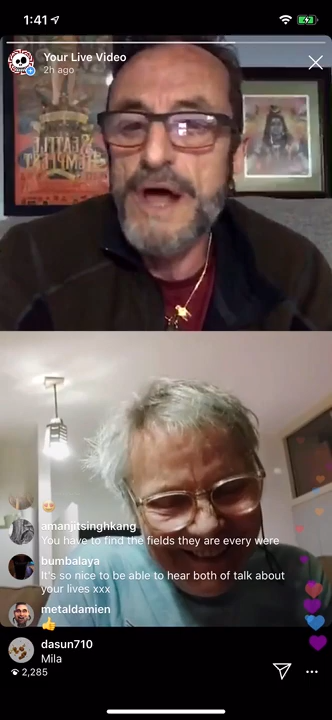 1:41
Your Live Video
2h ago
SEATTLE
amanjitsinghkang
You have to find the fields they are every were
bumbalaya
It's so nice to be able to hear both of talk about
your lives xxx
metaldamien
dasun710
Mila
2,285